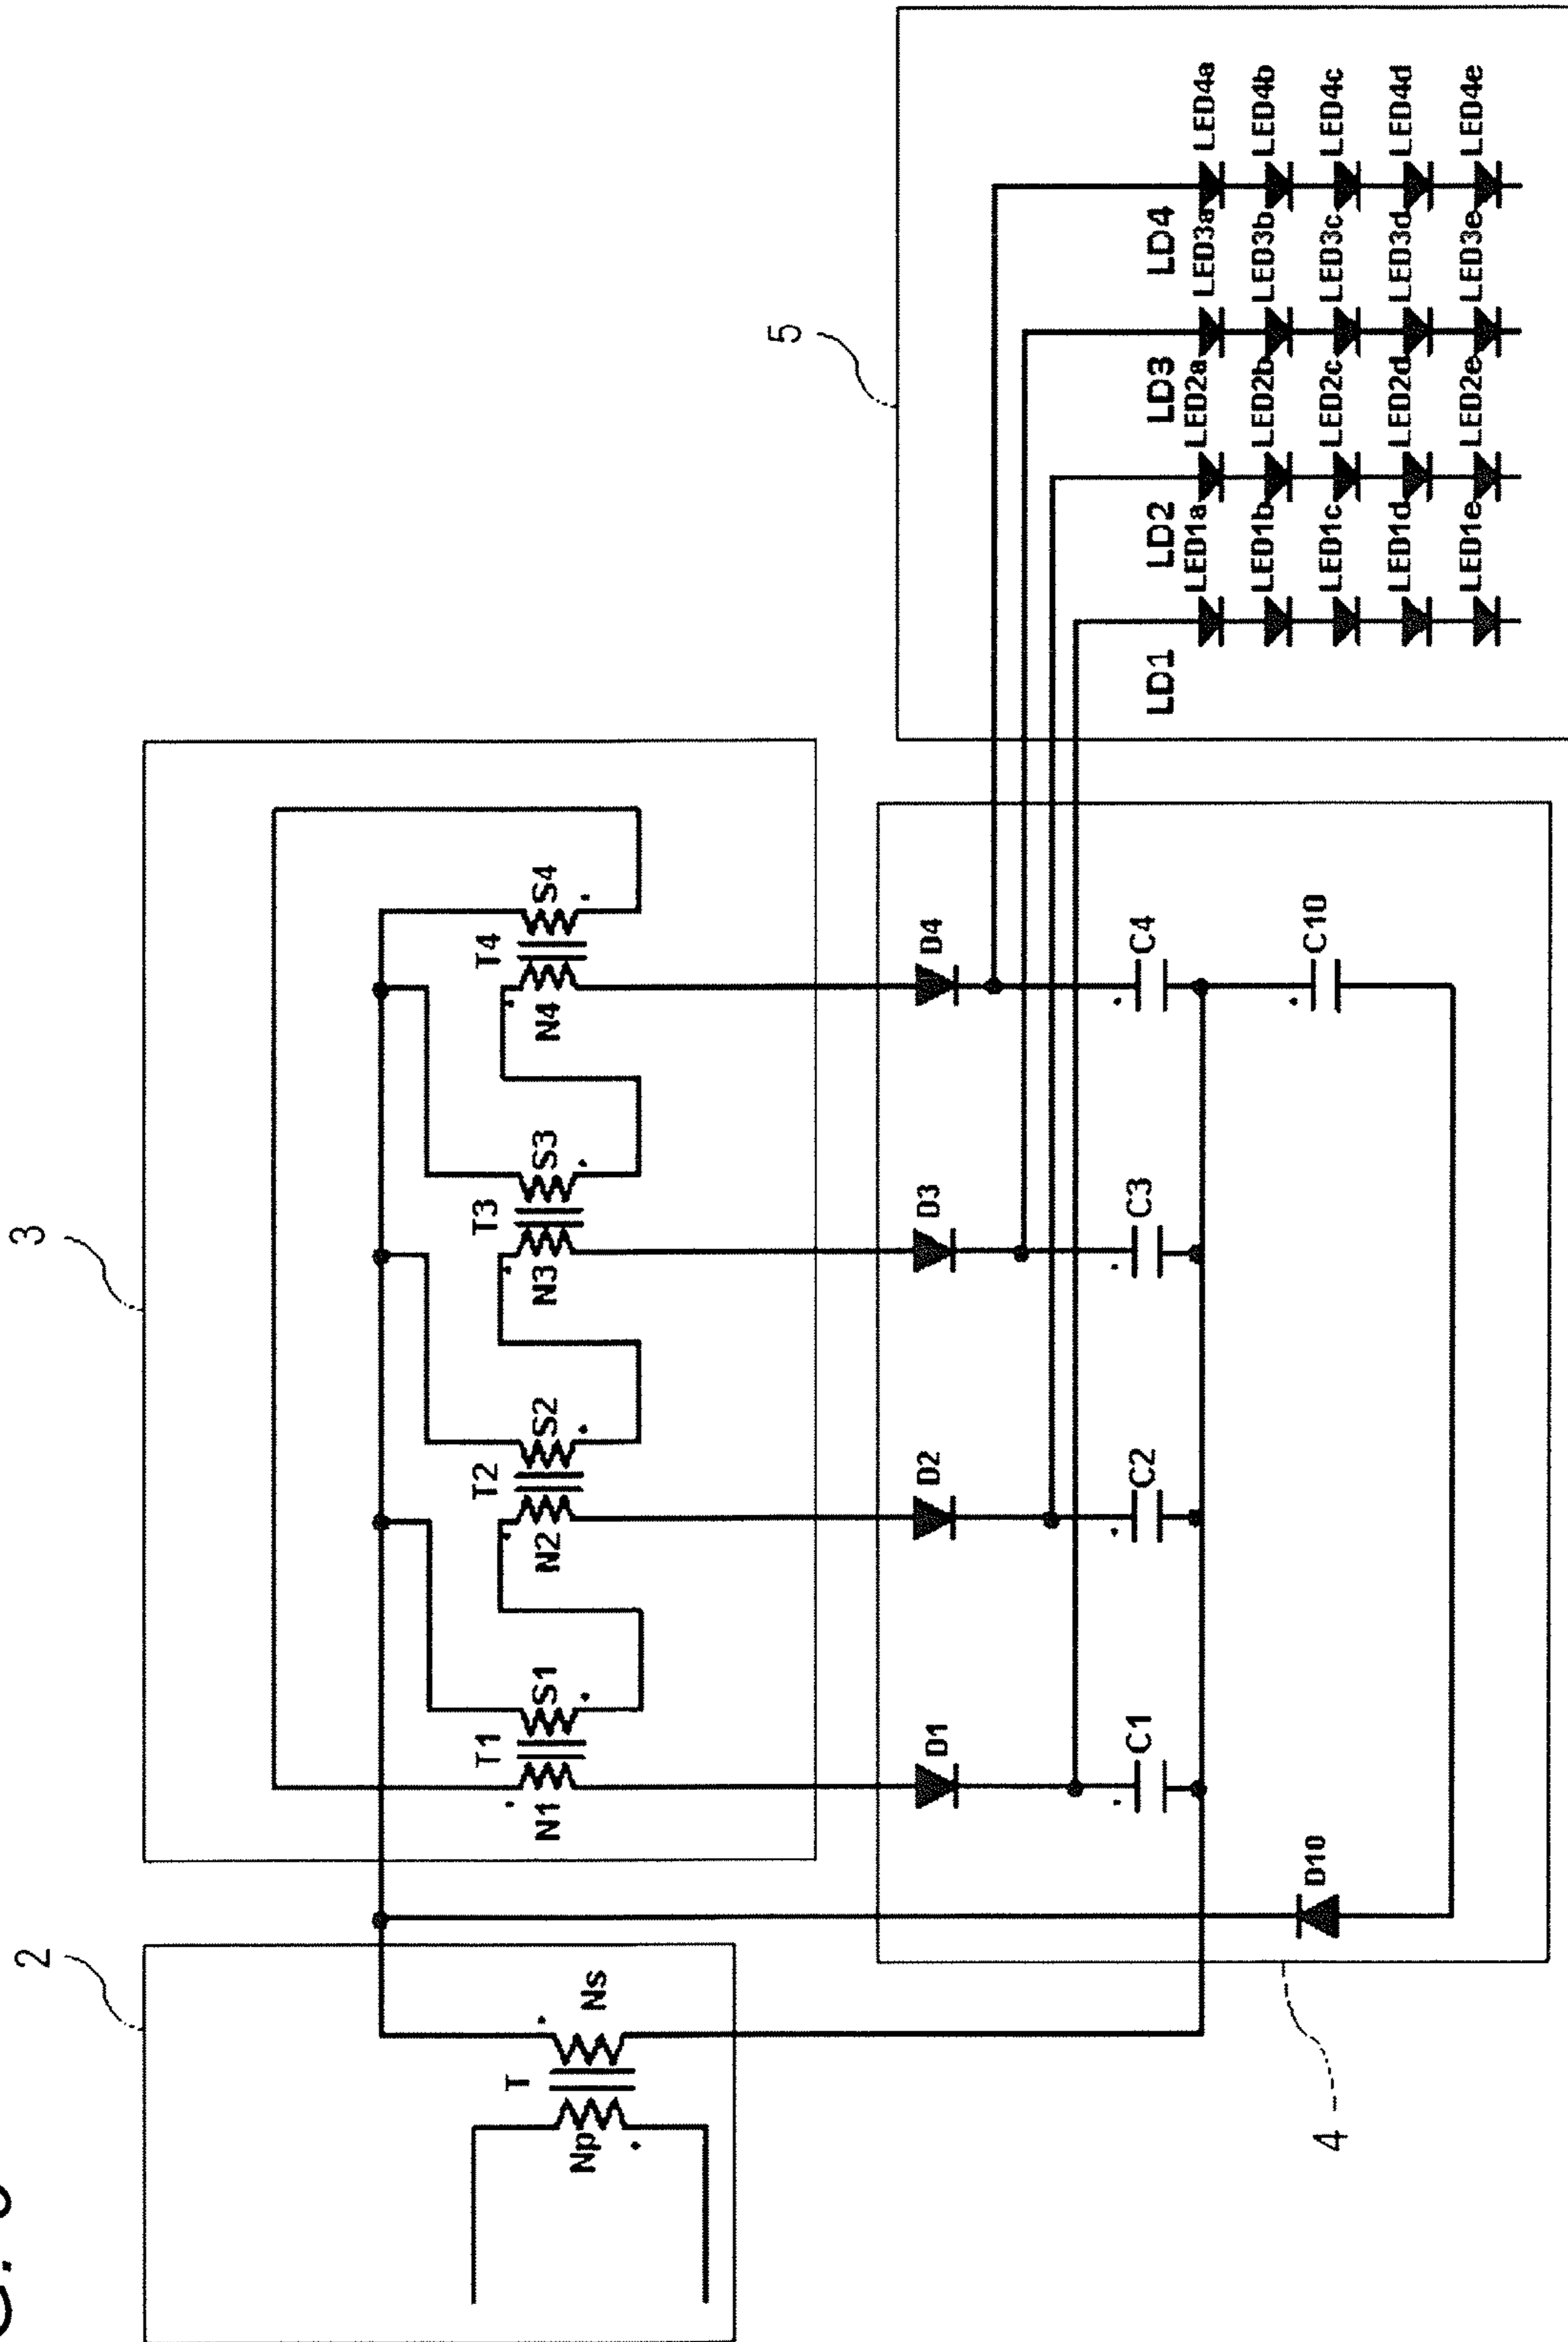 2
3
T
Np
Ns
T1
N1
S1
T2
N2
S2
T3
N3
S3
T4
N4
S4
4
D1
D2
D3
D4
C1
C2
C3
C4
D10
C10
5
LD1
LD2
LD3
LD4
LED1a
LED2a
LED3a
LED4a
LED1b
LED2b
LED3b
LED4b
LED1c
LED2c
LED3c
LED4c
LED1d
LED2d
LED3d
LED4d
LED1e
LED2e
LED3e
LED4e